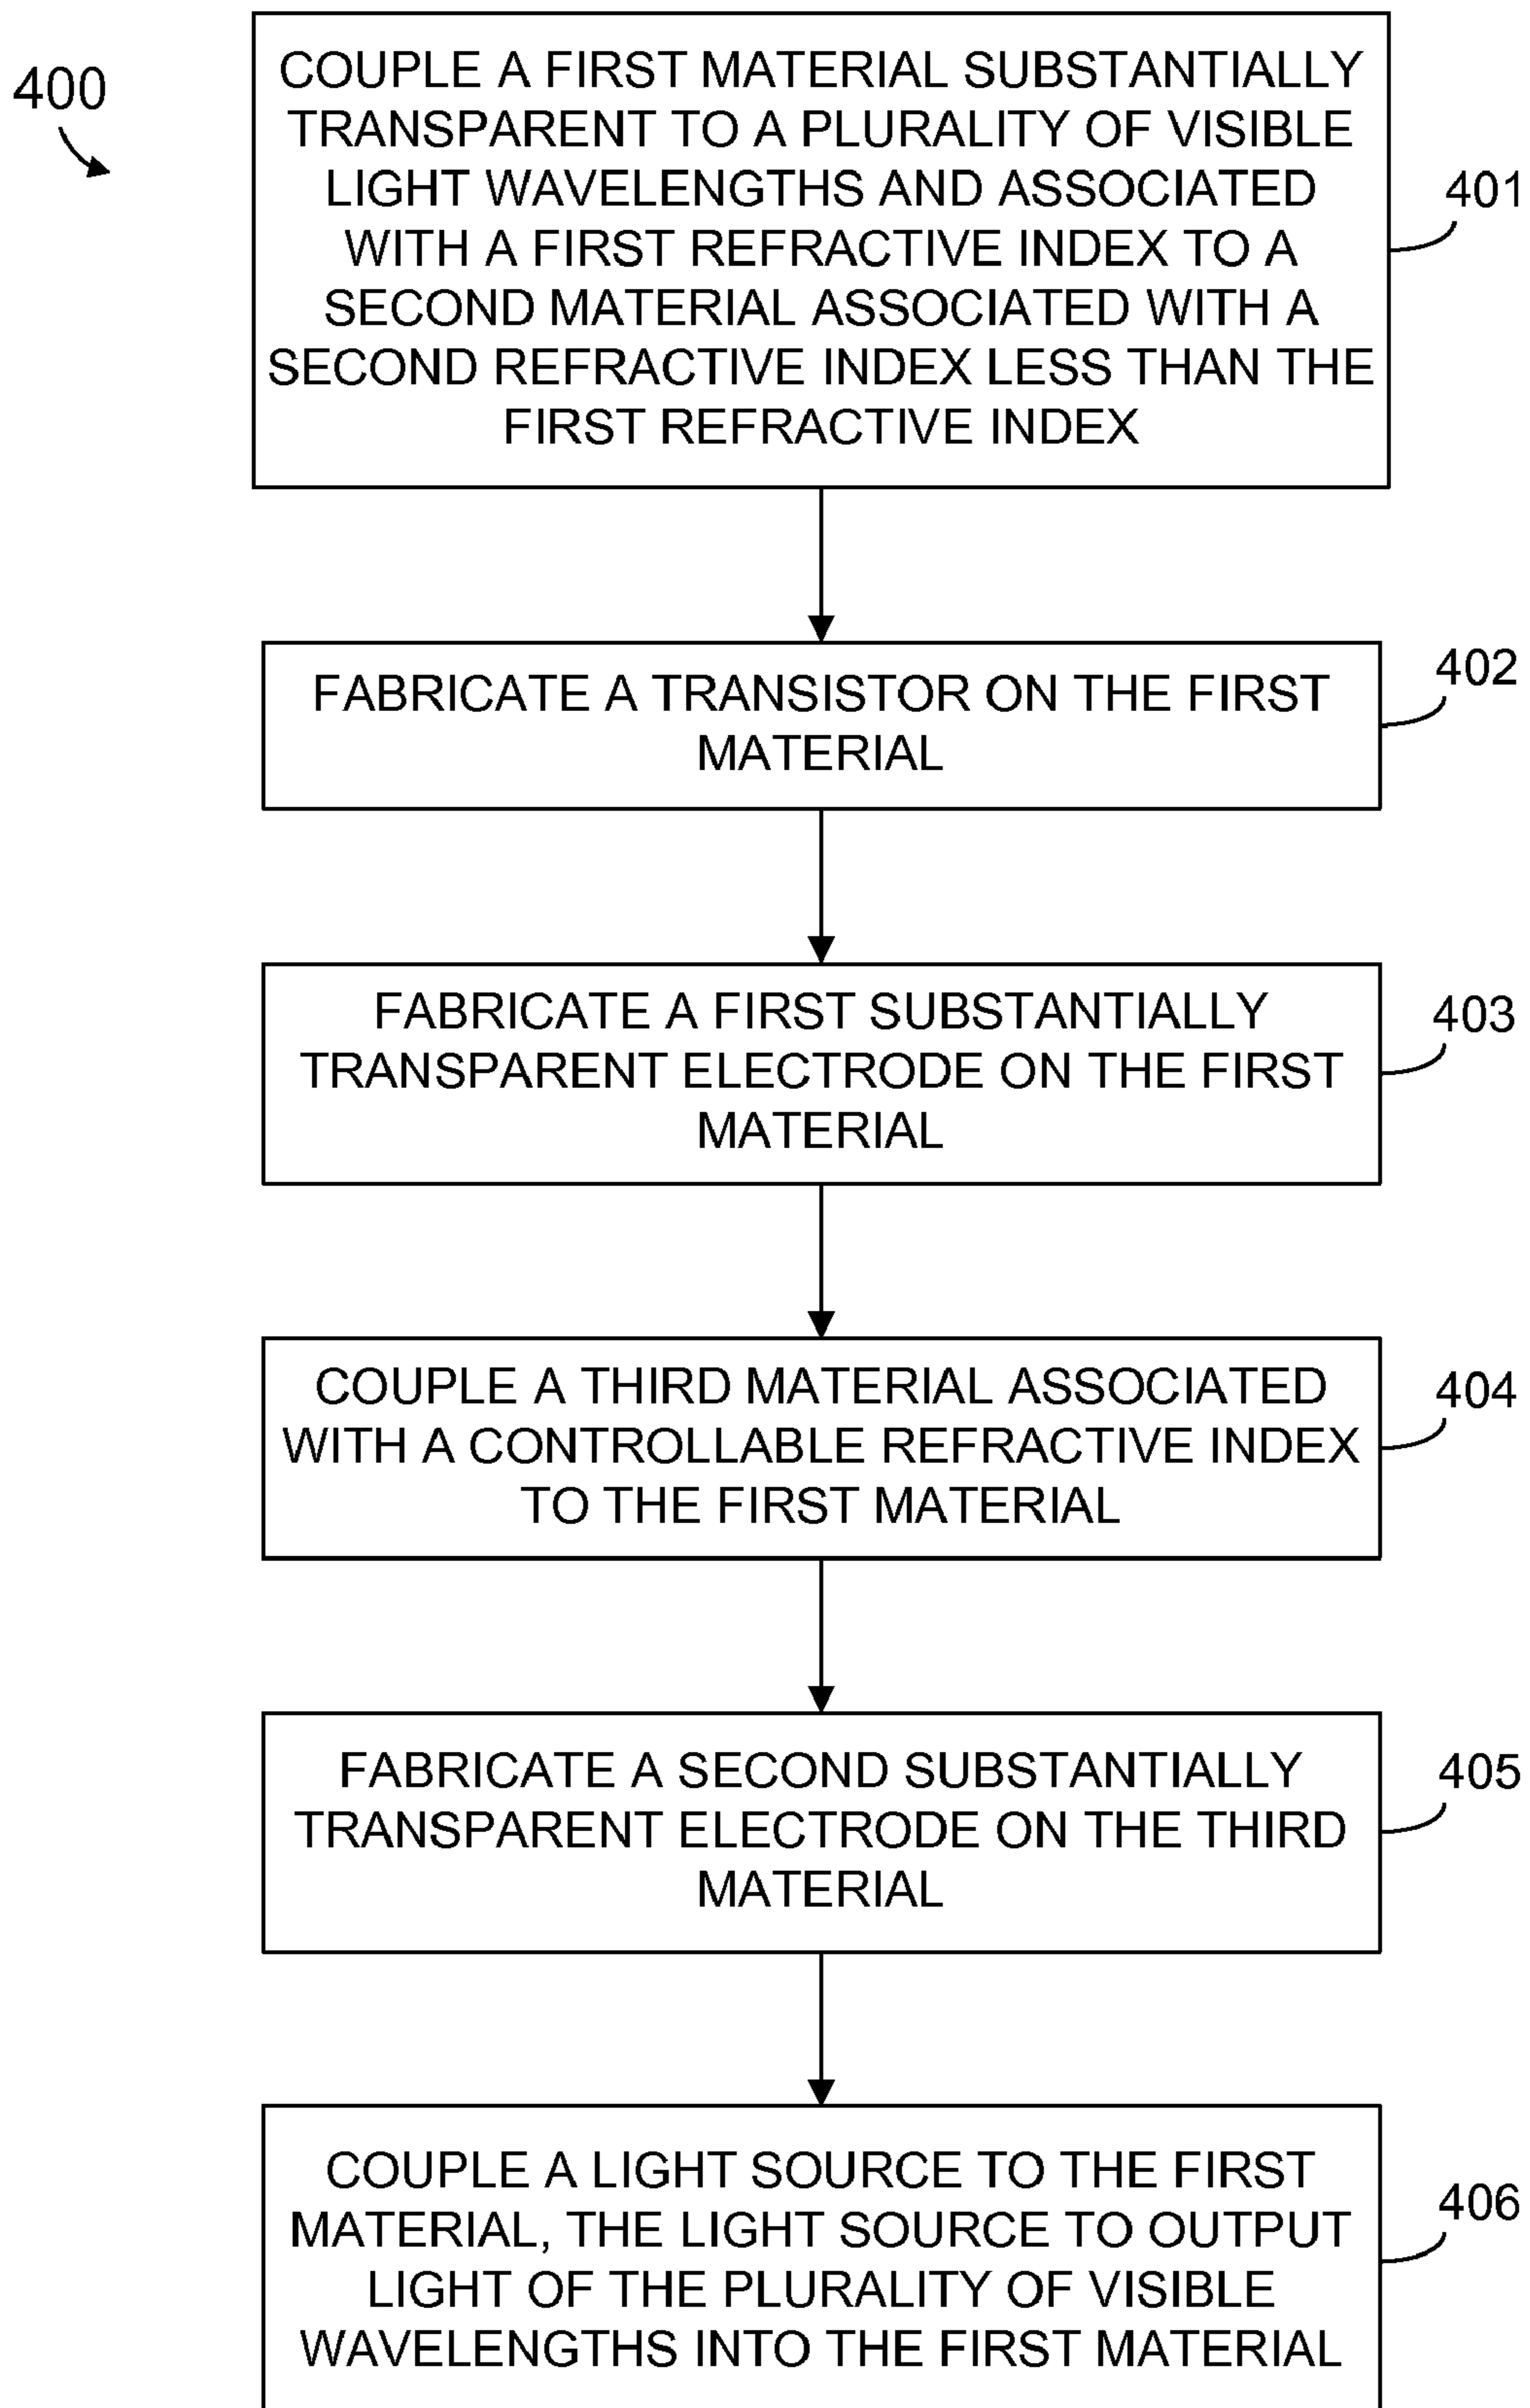 400
COUPLE A FIRST MATERIAL SUBSTANTIALLY
TRANSPARENT TO A PLURALITY OF VISIBLE
LIGHT WAVELENGTHS AND ASSOCIATED
WITH A FIRST REFRACTIVE INDEX TO A
SECOND MATERIAL ASSOCIATED WITH A
SECOND REFRACTIVE INDEX LESS THAN THE
FIRST REFRACTIVE INDEX
401
FABRICATE A TRANSISTOR ON THE FIRST
MATERIAL
402
FABRICATE A FIRST SUBSTANTIALLY
TRANSPARENT ELECTRODE ON THE FIRST
MATERIAL
403
COUPLE A THIRD MATERIAL ASSOCIATED
WITH A CONTROLLABLE REFRACTIVE INDEX
TO THE FIRST MATERIAL
404
FABRICATE A SECOND SUBSTANTIALLY
TRANSPARENT ELECTRODE ON THE THIRD
MATERIAL
405
COUPLE A LIGHT SOURCE TO THE FIRST
MATERIAL, THE LIGHT SOURCE TO OUTPUT
LIGHT OF THE PLURALITY OF VISIBLE
WAVELENGTHS INTO THE FIRST MATERIAL
406